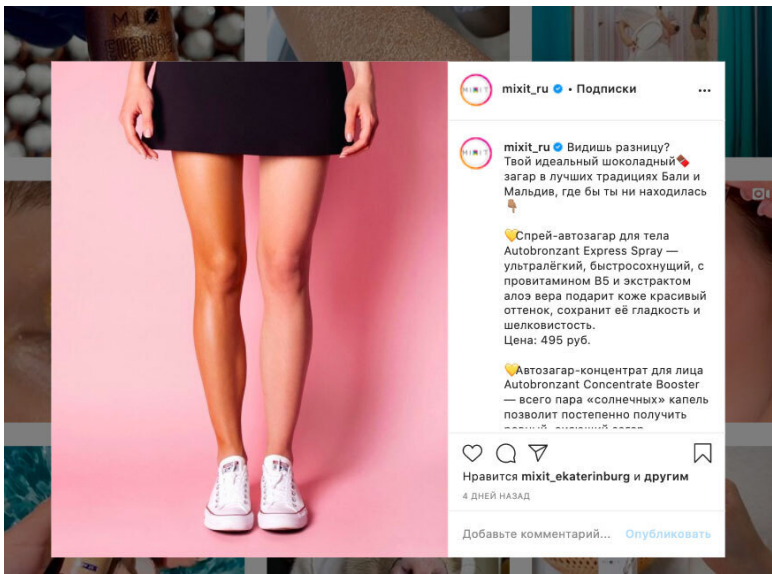 MIXIT
mixit_ru • Подписки
...
MIXIT
mixit_ru Видишь разницу?
Твой идеальный шоколадный🍫
загар в лучших традициях Бали и
Мальдив, где бы ты ни находилась
👇🏽
💛Спрей-автозагар для тела
Autobronzant Express Spray —
ультралёгкий, быстросохнущий, с
провитамином B5 и экстрактом
алоэ вера подарит коже красивый
оттенок, сохранит её гладкость и
шелковистость.
Цена: 495 руб.
💛Автозагар-концентрат для лица
Autobronzant Concentrate Booster
— всего пара «солнечных» капель
позволит постепенно получить
Нравится mixit_ekaterinburg и другим
4 ДНЕЙ НАЗАД
Добавьте комментарий... Опубликовать